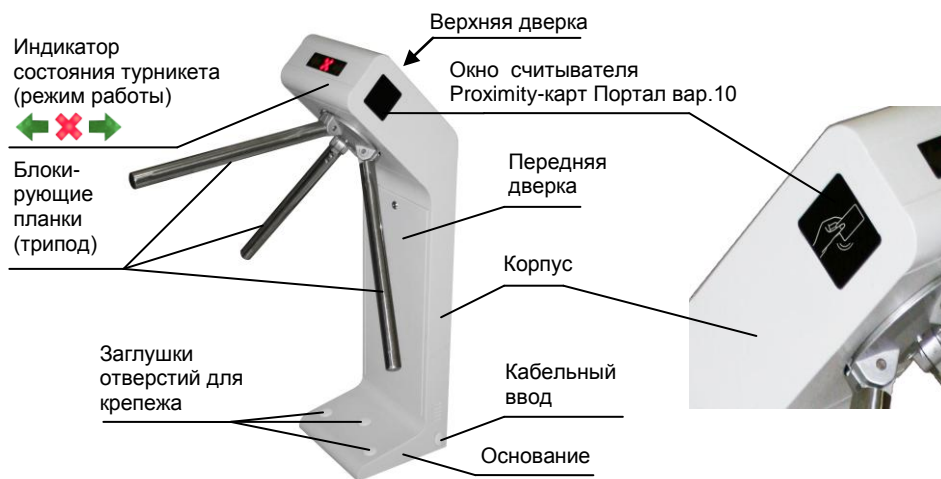 Верхняя дверка
Индикатор
состояния турникета
(режим работы)
Окно считывателя
Proximity-карт Портал вар.10
Блоки-
рующие
планки
(трипод)
Передняя
дверка
Корпус
Заглушки
отверстий для
крепежа
Кабельный
ввод
Основание